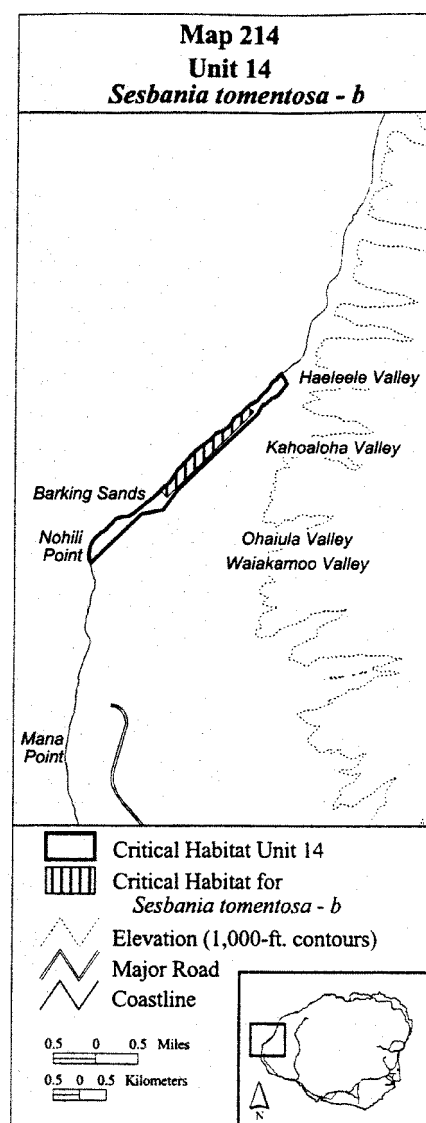 Map 214
Unit 14
Sesbania tomentosa - b
Haeleele Valley
Kahoaloha Valley
Barking Sands
Nohili
Point
Ohaiula Valley
Waiakamoo Valley
Mana
Point
Critical Habitat Unit 14
Critical Habitat for
Sesbania tomentosa - b
Elevation (1,000-ft. contours)
Major Road
Coastline
0.5 0 0.5 Miles
0.5 0 0.5 Kilometers
N